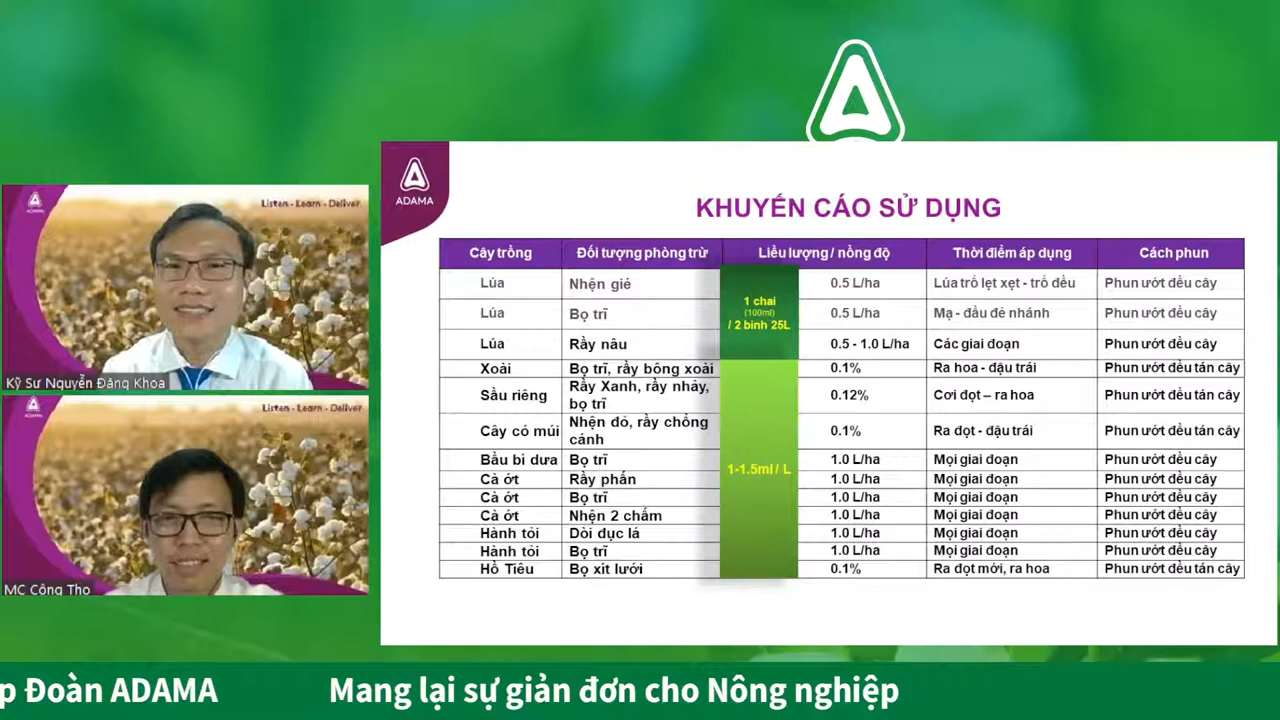 ADAMA
KHUYẾN CÁO SỬ DỤNG
Cây trồng Đối tượng phòng trừ Liều lượng / nồng độ Thời điểm áp dụng Cách phun
Lúa Nhện gié 0.5 L/ha Lúa trổ lẹt xẹt - trổ đều Phun ướt đều cây
Lúa Bọ trĩ 0.5 L/ha Mạ - đầu đẻ nhánh Phun ướt đều cây
Lúa Rầy nâu 0.5 - 1.0 L/ha Các giai đoạn Phun ướt đều cây
1 chai
(100ml)
/ 2 bình 25L
Xoài Bọ trĩ, rầy bông xoài 0.1% Ra hoa - đậu trái Phun ướt đều tán cây
Sầu riêng Rầy Xanh, rầy nhảy, bọ trĩ 0.12% Cơi đọt – ra hoa Phun ướt đều tán cây
Cây có múi Nhện đỏ, rầy chổng cánh 0.1% Ra đọt - đậu trái Phun ướt đều tán cây
Bầu bí dưa Bọ trĩ 1.0 L/ha Mọi giai đoạn Phun ướt đều cây
1-1.5ml / L
Cà ớt Rầy phấn 1.0 L/ha Mọi giai đoạn Phun ướt đều cây
Cà ớt Bọ trĩ 1.0 L/ha Mọi giai đoạn Phun ướt đều cây
Cà ớt Nhện 2 chấm 1.0 L/ha Mọi giai đoạn Phun ướt đều cây
Hành tỏi Dòi đục lá 1.0 L/ha Mọi giai đoạn Phun ướt đều cây
Hành tỏi Bọ trĩ 1.0 L/ha Mọi giai đoạn Phun ướt đều cây
Hồ Tiêu Bọ xít lưới 0.1% Ra đọt mới, ra hoa Phun ướt đều tán cây
ADAMA
Listen - Learn - Deliver
Kỹ Sư Nguyễn Đăng Khoa
ADAMA
Listen - Learn - Deliver
MC Công Thọ
p Đoàn ADAMA Mang lại sự giản đơn cho Nông nghiệp